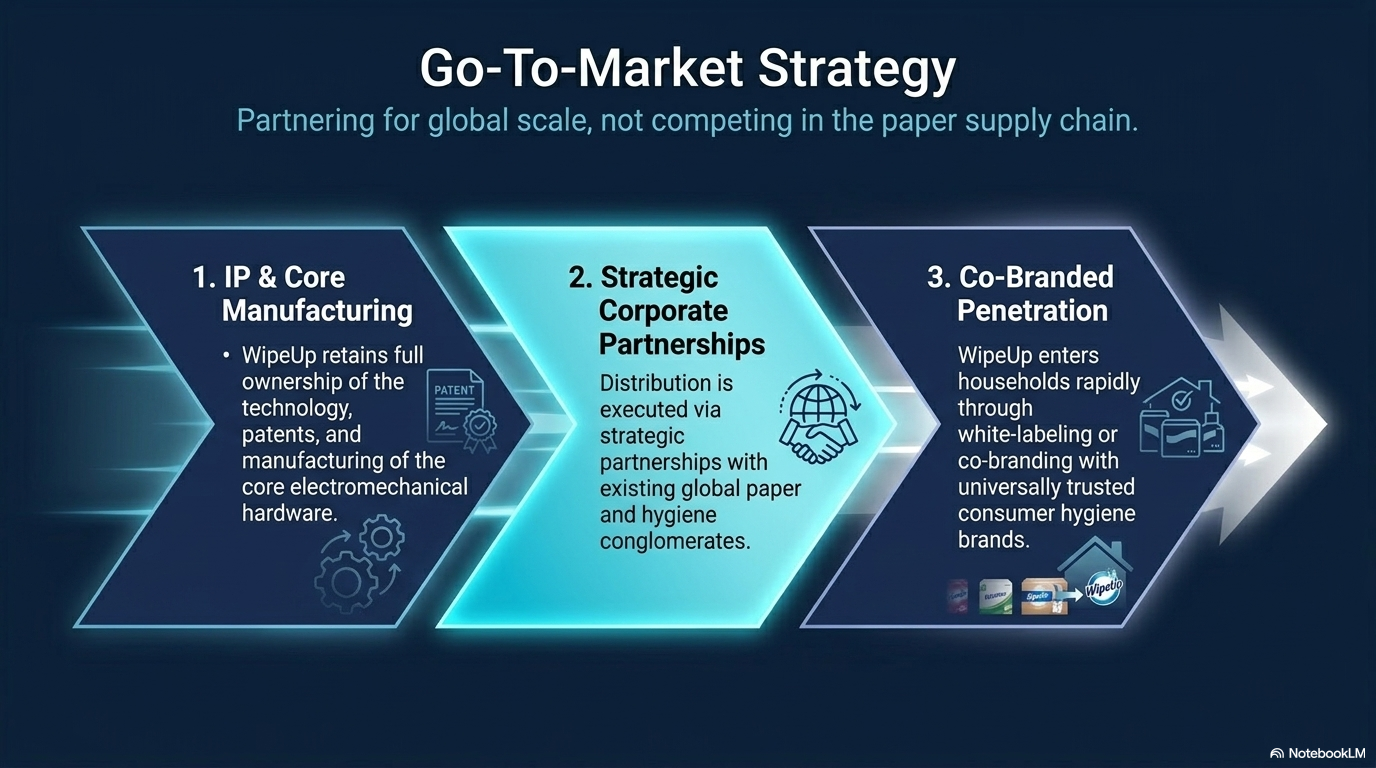 Go-To-Market Strategy
Partnering for global scale, not competing in the paper supply chain.
1. IP & Core
Manufacturing
• WipeUp retains full
ownership of the
technology,
patents, and
manufacturing of the
core electromechanical
hardware.
PATENT
2. Strategic
Corporate
Partnerships
Distribution is
executed via
strategic
partnerships with
existing global paper
and hygiene
conglomerates.
3. Co-Branded
Penetration
WipeUp enters
households rapidly
through
white-labeling or
co-branding with
universally trusted
consumer hygiene
brands.
NotebookLM